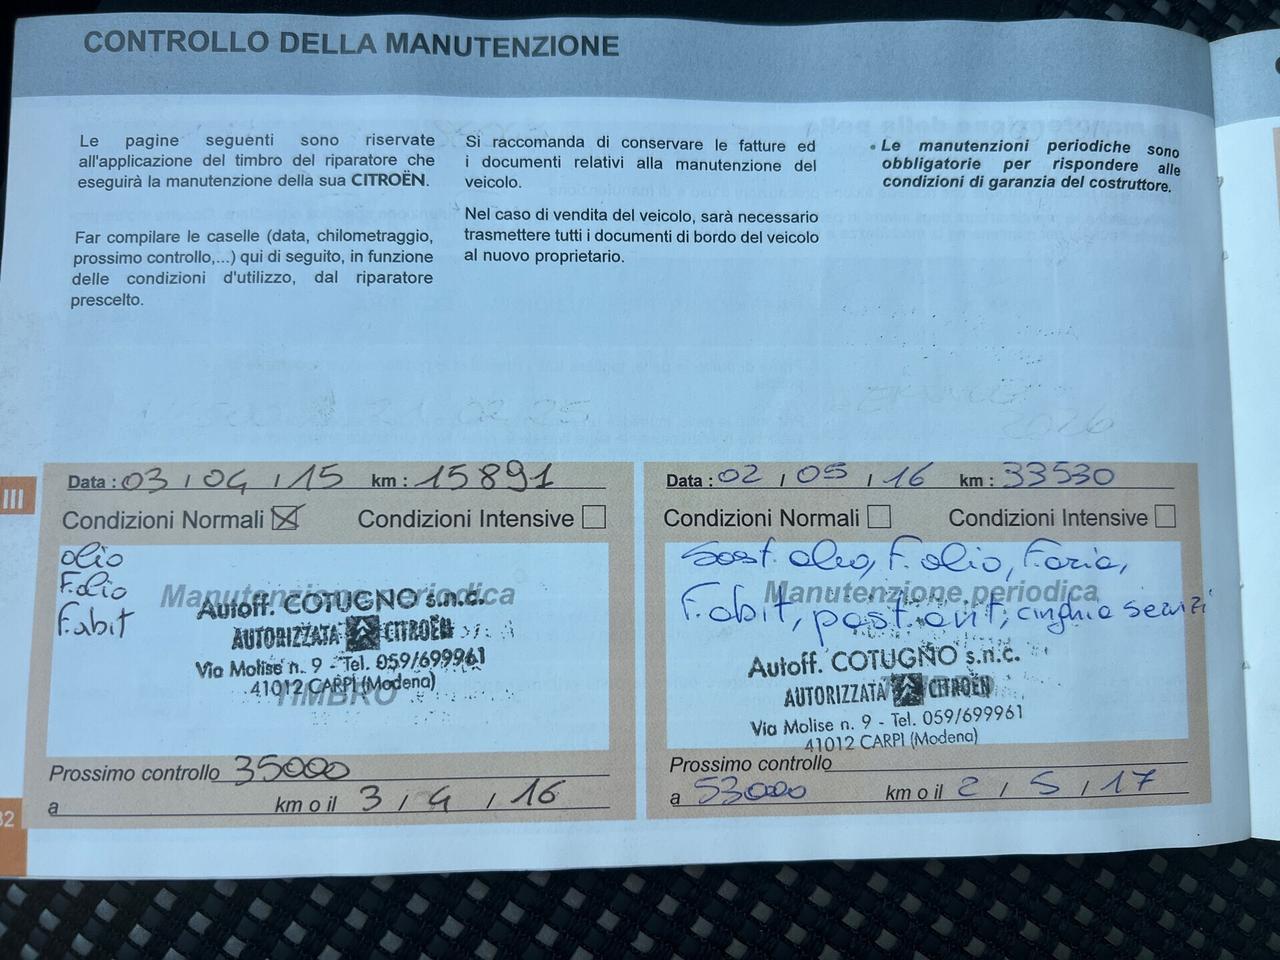 CONTROLLO DELLA MANUTENZIONE
Le pagine seguenti sono riservate
all'applicazione del timbro del riparatore che
eseguirà la manutenzione della sua CITROËN.
Far compilare le caselle (data, chilometraggio,
prossimo controllo,...) qui di seguito, in funzione
delle condizioni d'utilizzo, dal riparatore
prescelto.
Si raccomanda di conservare le fatture ed
i documenti relativi alla manutenzione del
veicolo.
Nel caso di vendita del veicolo, sarà necessario
trasmettere tutti i documenti di bordo del veicolo
al nuovo proprietario.
• Le manutenzioni periodiche sono
obbligatorie per rispondere alle
condizioni di garanzia del costruttore.
III
Data : 03 / 04 / 15 km : 15891
Condizioni Normali Condizioni Intensive
olio
F.olio
F.abit
Manutenzione periodica
Autoff. COTUGNO s.n.c.
AUTORIZZATA CITROËN
Via Molise n. 9 - Tel. 059/699961
41012 CARPI (Modena)
TIMBRO
Prossimo controllo 35000
a km o il 3 / 4 / 16
Data : 02 / 05 / 16 km : 33530
Condizioni Normali Condizioni Intensive
Sost. olio, F.olio, F.aria,
Manutenzione periodica
F.abit, past. ant, cinghia servizi
Autoff. COTUGNO s.n.c.
AUTORIZZATA CITROËN
Via Molise n. 9 - Tel. 059/699961
41012 CARPI (Modena)
Prossimo controllo
a 53000 km o il 2 / 5 / 17
32